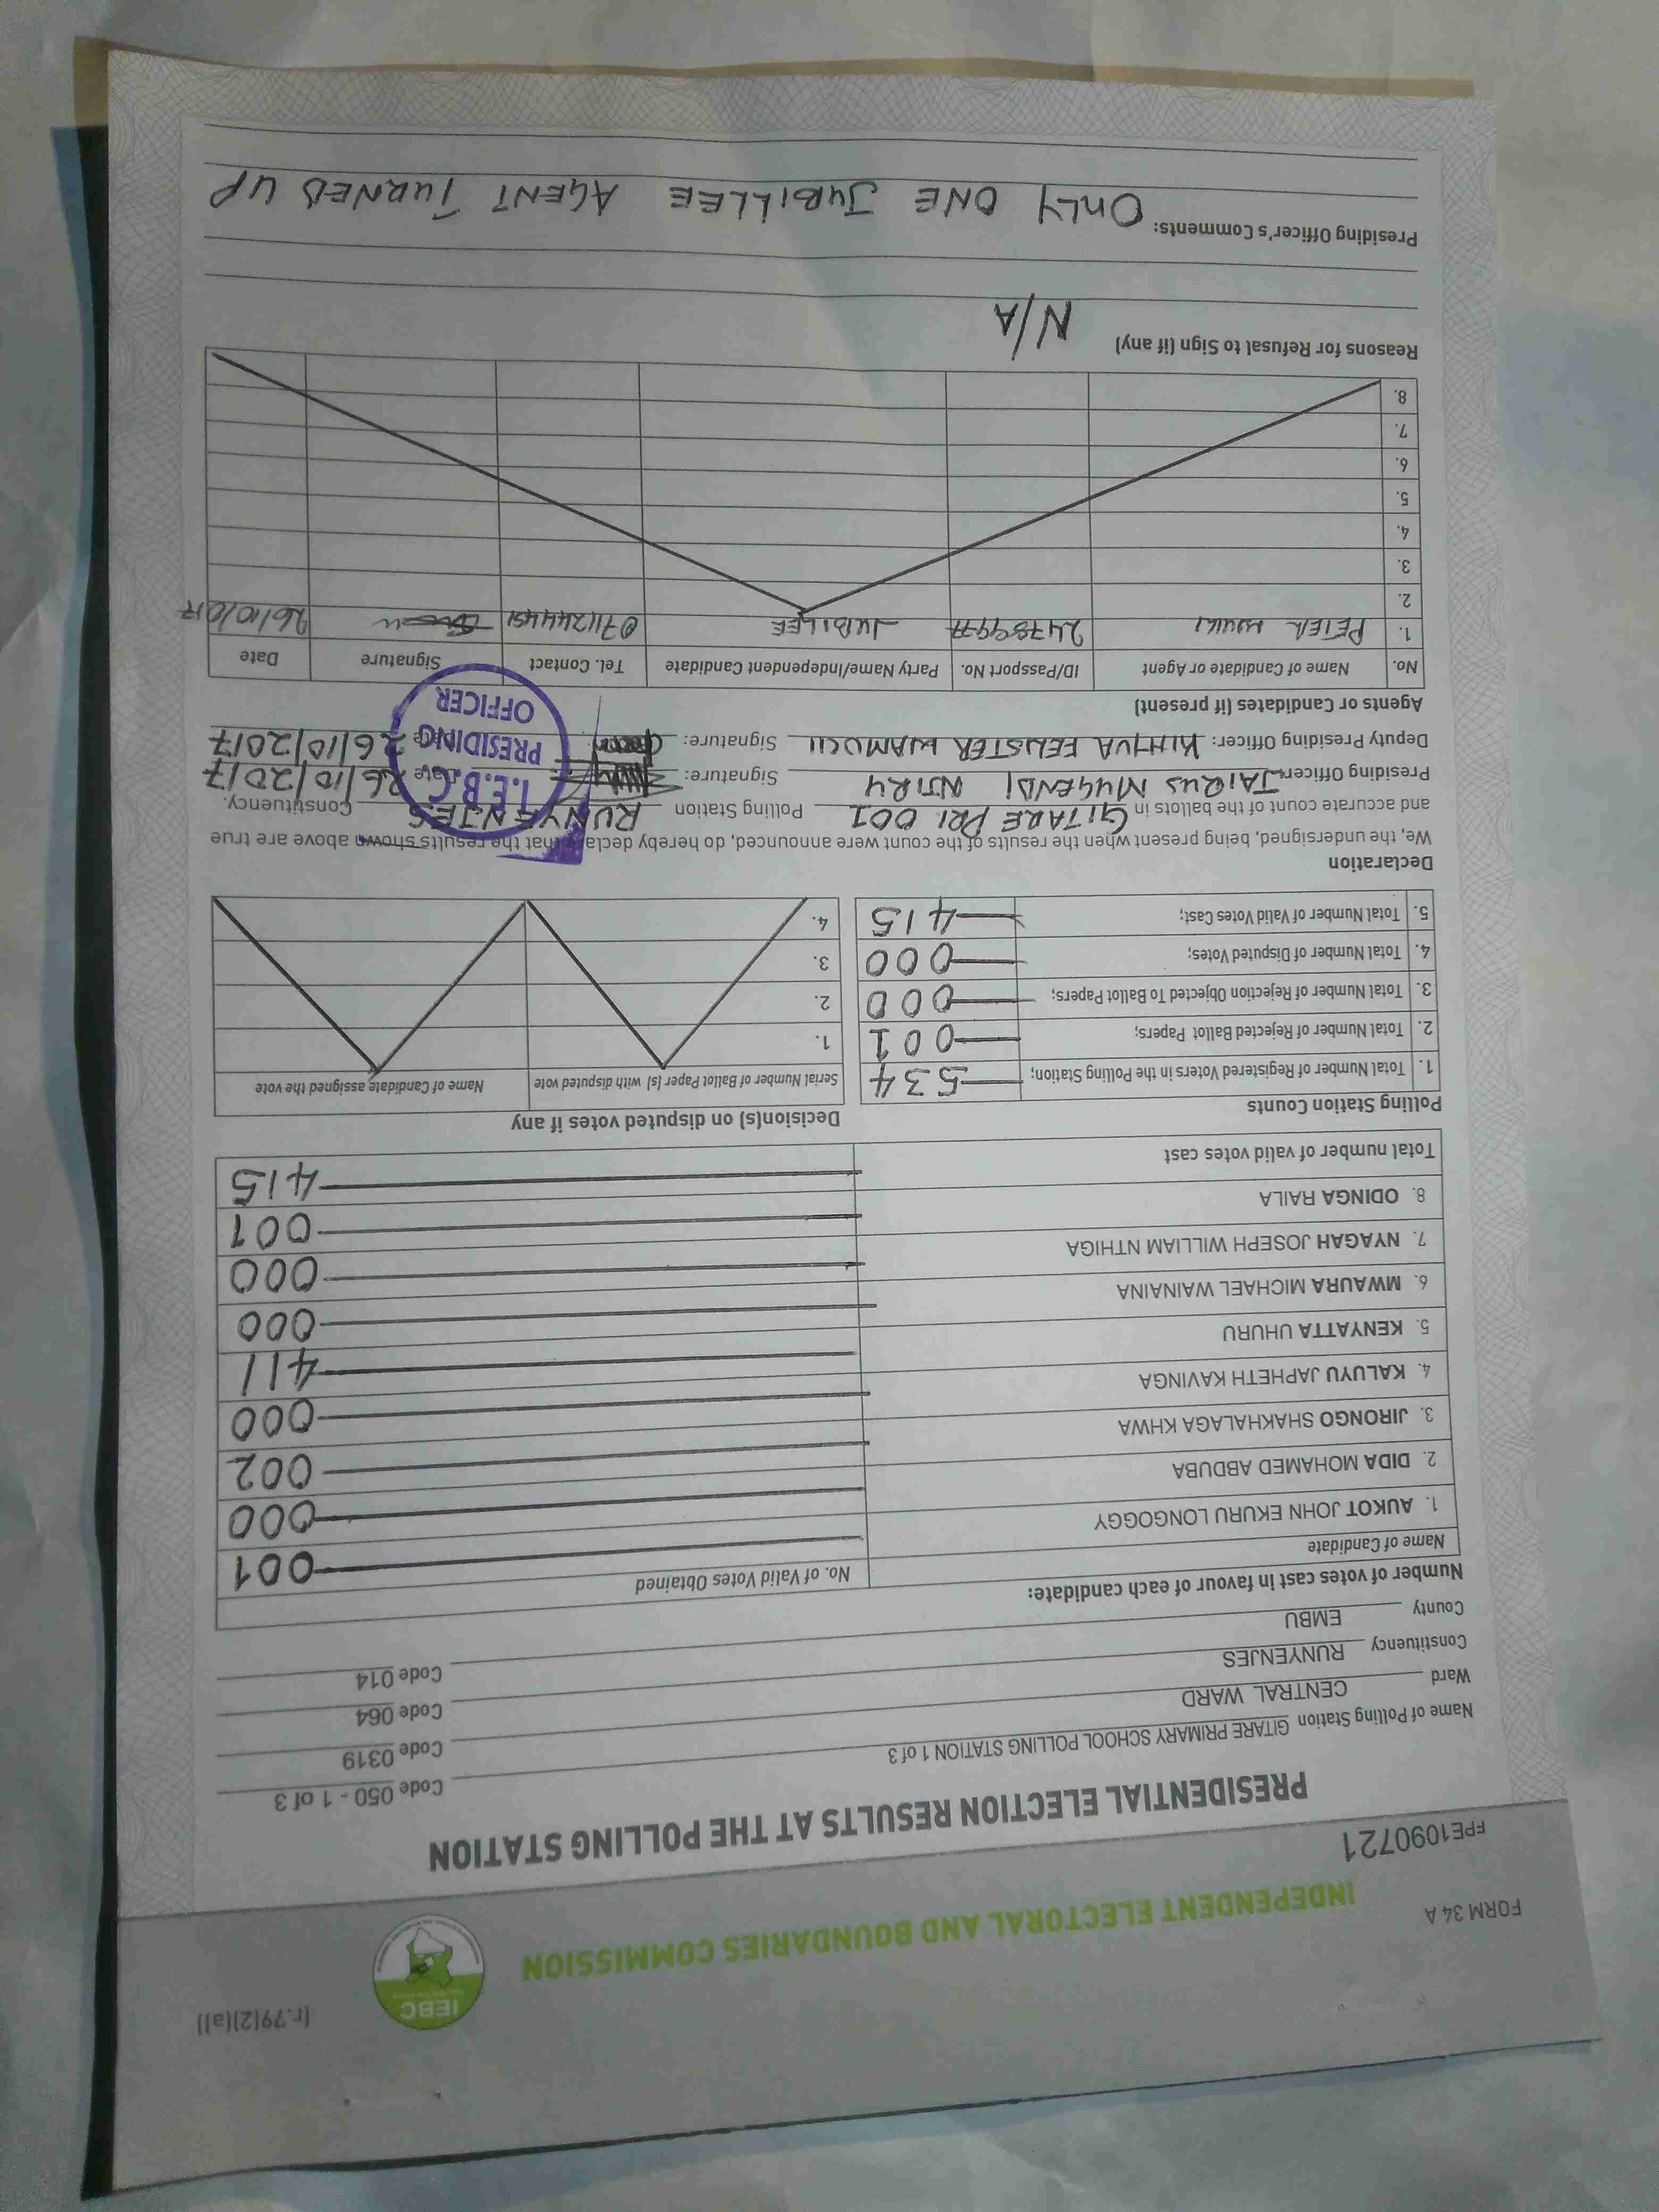 (r.79(2)(a))
IEBC
FORM 34 A
INDEPENDENT ELECTORAL AND BOUNDARIES COMMISSION
FPE1090721
PRESIDENTIAL ELECTION RESULTS AT THE POLLING STATION
Name of Polling Station GITARE PRIMARY SCHOOL POLLING STATION 1 of 3 Code 050 - 1 of 3
Ward CENTRAL WARD Code 0319
Constituency RUNYENJES Code 064
County EMBU Code 014
Number of votes cast in favour of each candidate:
Name of Candidate No. of Valid Votes Obtained
1. AUKOT JOHN EKURU LONGOGGY 001
2. DIDA MOHAMED ABDUBA 000
3. JIRONGO SHAKHALAGA KHWA 002
4. KALUYU JAPHETH KAVINGA 000
5. KENYATTA UHURU 411
6. MWAURA MICHAEL WAINAINA 000
7. NYAGAH JOSEPH WILLIAM NTHIGA 000
8. ODINGA RAILA 001
Total number of valid votes cast 415
Polling Station Counts
1. Total Number of Registered Voters in the Polling Station; 534
2. Total Number of Rejected Ballot Papers; 001
3. Total Number of Rejection Objected To Ballot Papers; 000
4. Total Number of Disputed Votes; 000
5. Total Number of Valid Votes Cast; 415
Decision(s) on disputed votes if any
Serial Number of Ballot Paper (s) with disputed vote Name of Candidate assigned the vote
1.
2.
3.
4.
Declaration
We, the undersigned, being present when the results of the count were announced, do hereby declare that the results shown above are true
and accurate count of the ballots in GITARE PRI 001 Polling Station RUNYENJES Constituency.
Presiding Officer: JAIRUS MUGENDI NJIRU Signature: Date 26/10/2017
Deputy Presiding Officer: KITHVA FELISTER WAMUCII Signature: Date 26/10/2017
I.E.B.C.
PRESIDING
OFFICER
Agents or Candidates (if present)
No. Name of Candidate or Agent ID/Passport No. Party Name/Independent Candidate Tel. Contact Signature Date
1. PETER JUBILEE
2.
3.
4.
5.
6.
7.
8.
Reasons for Refusal to Sign (if any)
N/A
Presiding Officer's Comments: ONLY ONE JUBILLEE AGENT TURNED UP